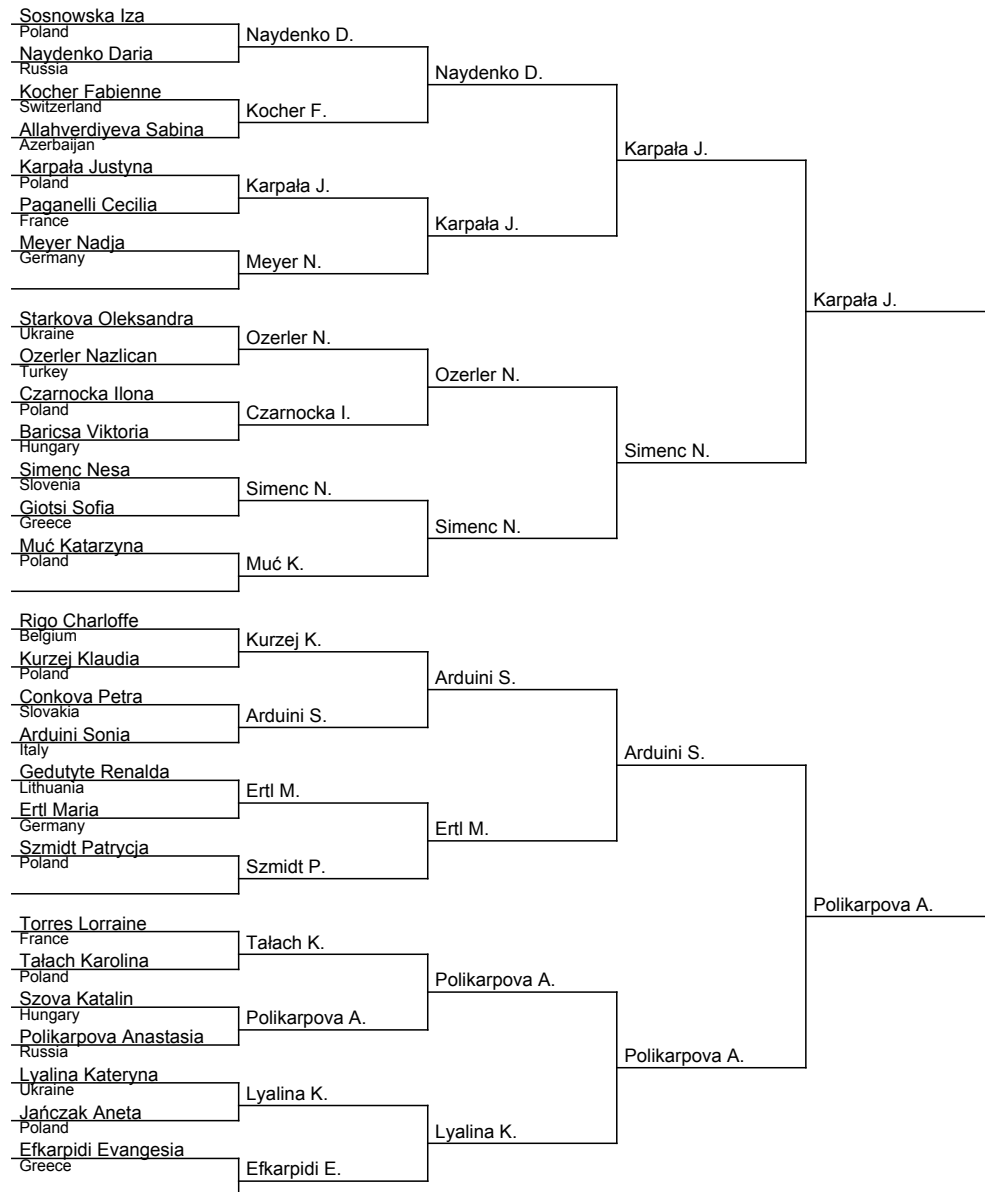 Sosnowska Iza
Poland
Naydenko D.
Naydenko Daria
Russia
Naydenko D.
Kocher Fabienne
Switzerland
Kocher F.
Allahverdiyeva Sabina
Azerbaijan
Karpała J.
Karpała Justyna
Poland
Karpała J.
Paganelli Cecilia
France
Karpała J.
Meyer Nadja
Germany
Meyer N.
Karpała J.
Starkova Oleksandra
Ukraine
Ozerler N.
Ozerler Nazlican
Turkey
Ozerler N.
Czarnocka Ilona
Poland
Czarnocka I.
Baricsa Viktoria
Hungary
Simenc N.
Simenc Nesa
Slovenia
Simenc N.
Giotsi Sofia
Greece
Simenc N.
Muć Katarzyna
Poland
Muć K.
Rigo Charloffe
Belgium
Kurzej K.
Kurzej Klaudia
Poland
Arduini S.
Conkova Petra
Slovakia
Arduini S.
Arduini Sonia
Italy
Arduini S.
Gedutyte Renalda
Lithuania
Ertl M.
Ertl Maria
Germany
Ertl M.
Szmidt Patrycja
Poland
Szmidt P.
Polikarpova A.
Torres Lorraine
France
Tałach K.
Tałach Karolina
Poland
Polikarpova A.
Szova Katalin
Hungary
Polikarpova A.
Polikarpova Anastasia
Russia
Polikarpova A.
Lyalina Kateryna
Ukraine
Lyalina K.
Jańczak Aneta
Poland
Lyalina K.
Efkarpidi Evangesia
Greece
Efkarpidi E.